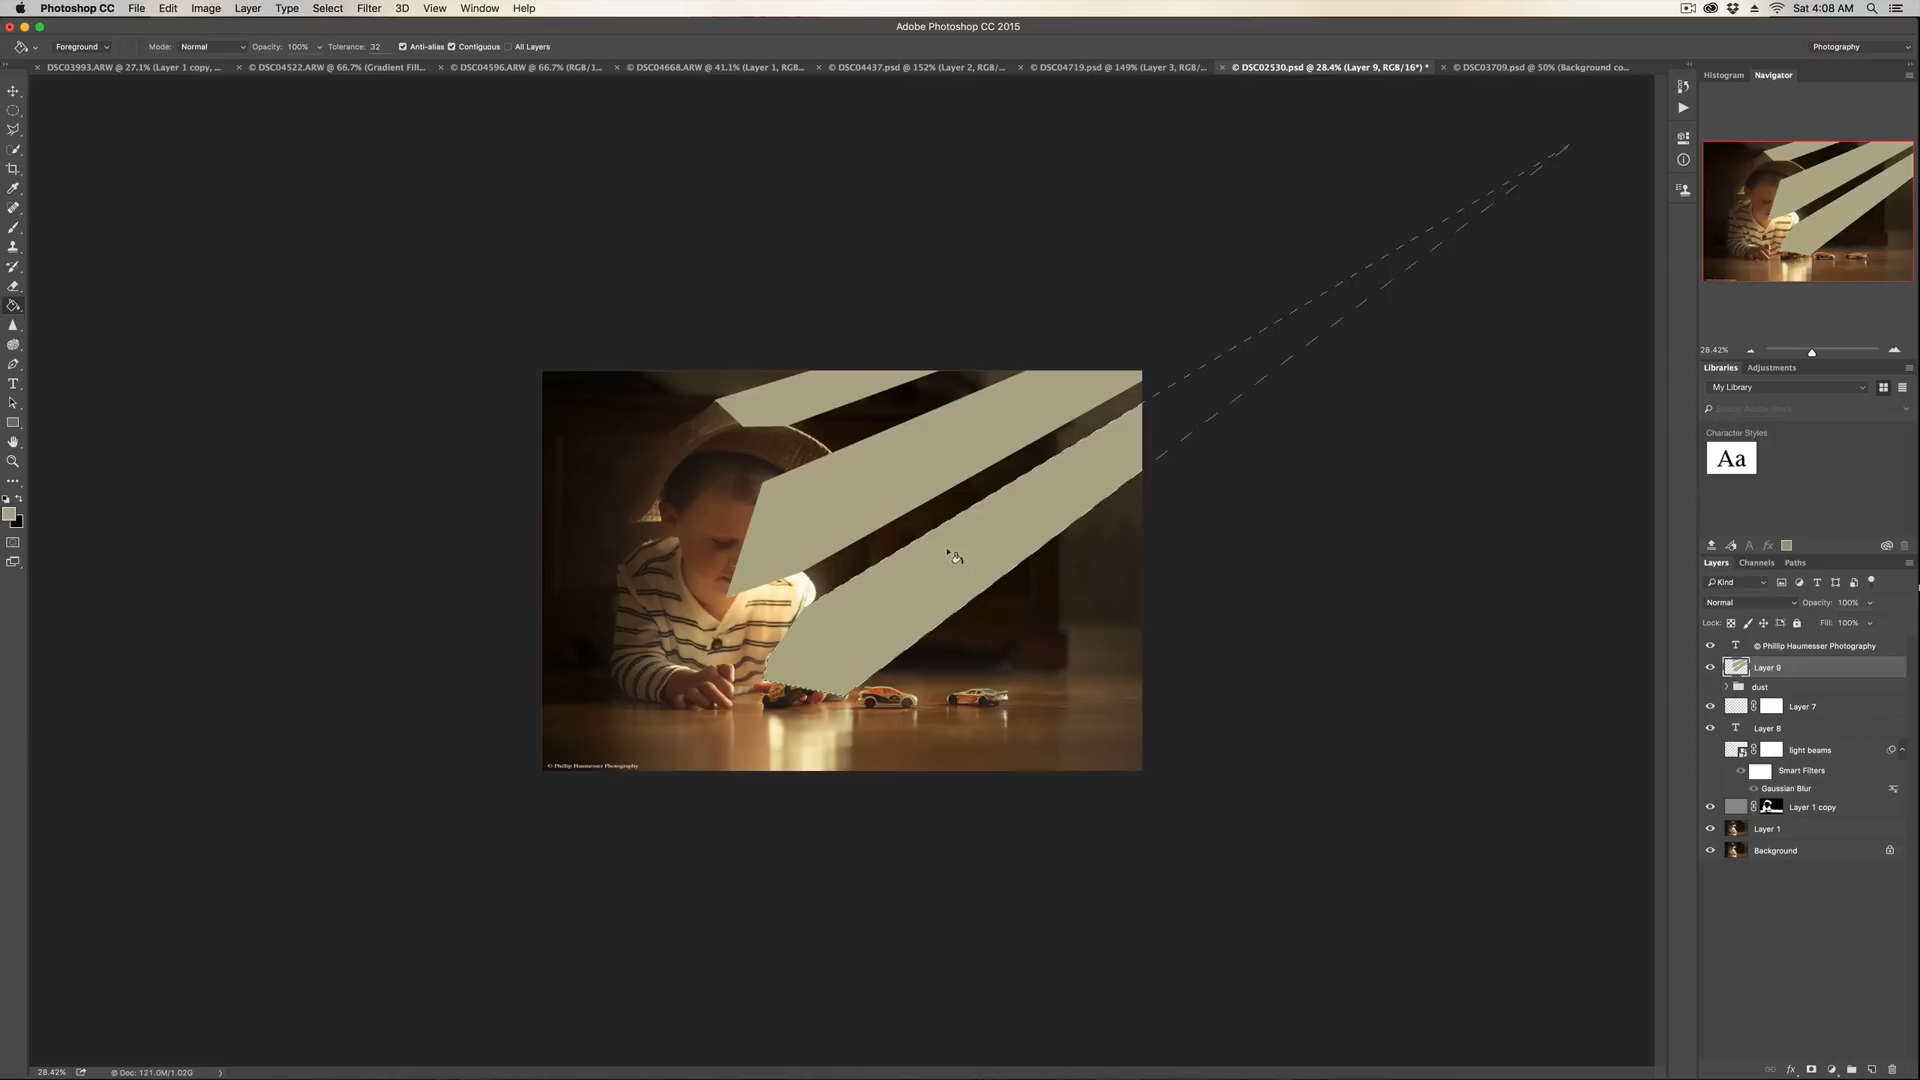 Photoshop CC File Edit Image Layer Type Select Filter 3D View Window Help Sat 4:08 AM
Adobe Photoshop CC 2015
Foreground Mode: Normal Opacity: 100% Tolerance: 32 Anti-alias Contiguous All Layers Photography
DSC03993.ARW @ 27.1% (Layer 1 copy, ... © DSC04522.ARW @ 66.7% (Gradient Fill... © DSC04596.ARW @ 66.7% (RGB/1... © DSC04668.ARW @ 41.1% (Layer 1, RGB... © DSC04437.psd @ 152% (Layer 2, RGB/... © DSC04719.psd @ 149% (Layer 3, RGB/... © DSC02530.psd @ 28.4% (Layer 9, RGB/16*) * © DSC03709.psd @ 50% (Background co...
Histogram Navigator
28.42%
Libraries Adjustments
My Library
Search Adobe Stock
Character Styles
Aa
Layers Channels Paths
Kind
Normal Opacity: 100%
Lock: Fill: 100%
T © Phillip Haumesser Photography
Layer 9
dust
Layer 7
T Layer 8
light beams
Smart Filters
Gaussian Blur
Layer 1 copy
Layer 1
Background
© Phillip Haumesser Photography
28.42% © Doc: 121.0M/1.02G